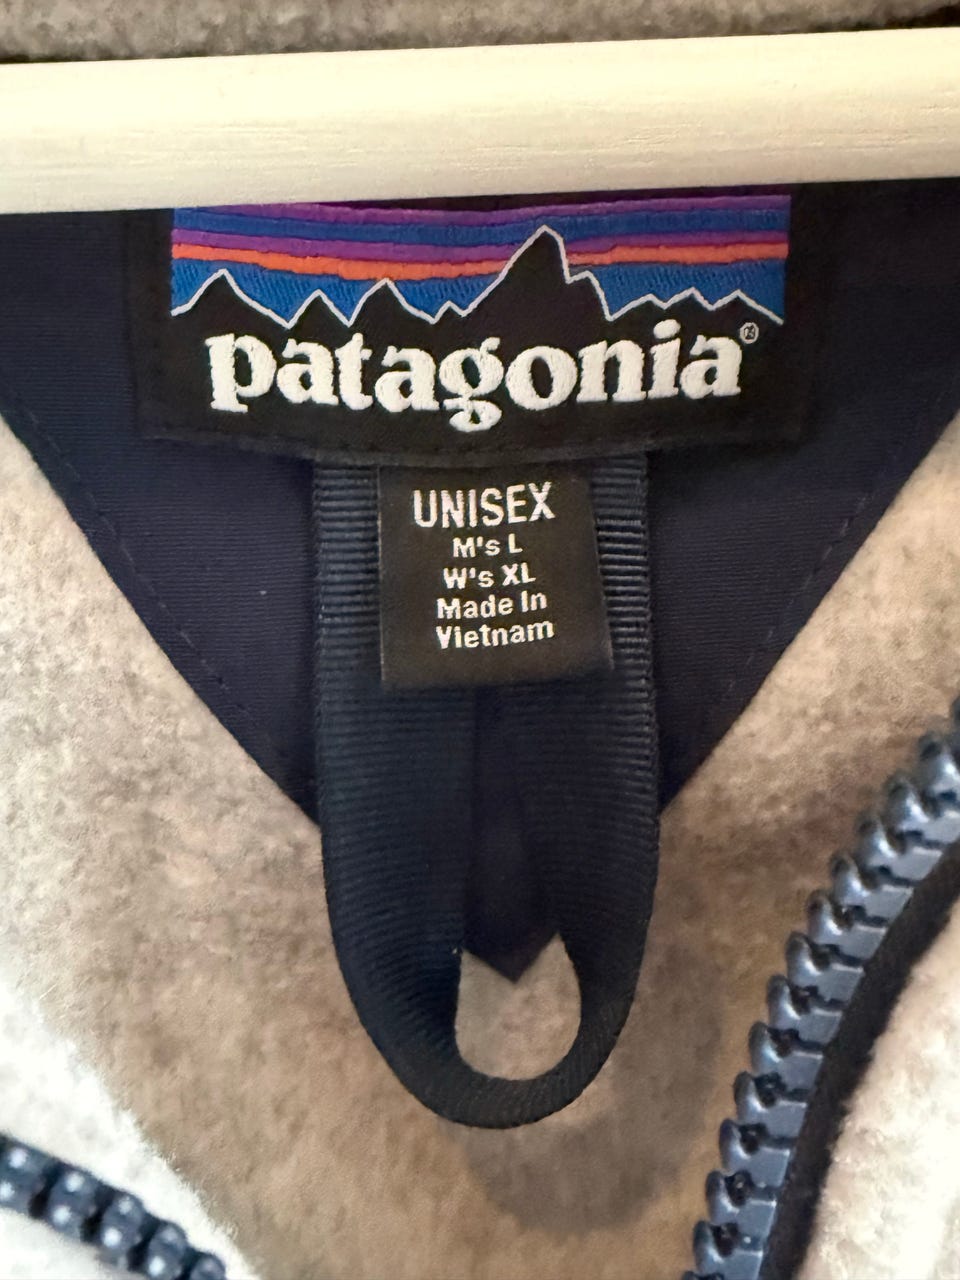 patagonia®
UNISEX
M's L
W's XL
Made In
Vietnam